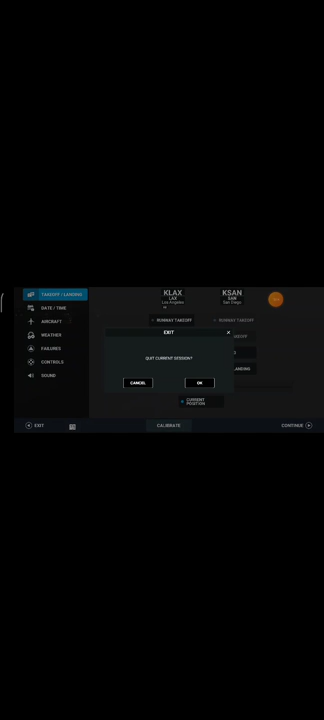 TAKEOFF / LANDING
KLAX
LAX
Los Angeles
KSAN
SAN
San Diego
DATE / TIME
AIRCRAFT
RUNWAY TAKEOFF
RUNWAY TAKEOFF
WEATHER
EXIT
FAILURES
QUIT CURRENT SESSION?
CONTROLS
LANDING
SOUND
CANCEL
OK
CURRENT
POSITION
EXIT
CALIBRATE
CONTINUE